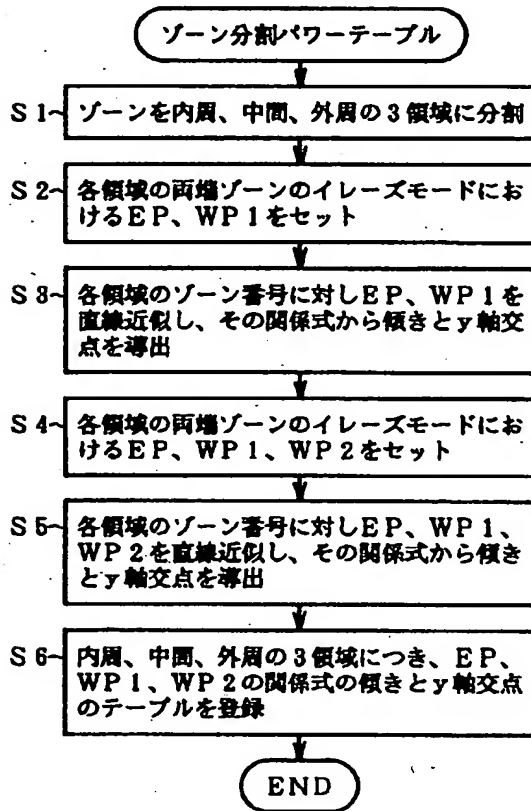 ゾーン分割パワーテーブル
S1 ゾーンを内周、中間、外周の3領域に分割
S2 各領域の両端ゾーンのイレーズモードにお
けるEP、WP1をセット
S3 各領域のゾーン番号に対しEP、WP1を
直線近似し、その関係式から傾きとy軸交
点を導出
S4 各領域の両端ゾーンのイレーズモードにお
けるEP、WP1、WP2をセット
S5 各領域のゾーン番号に対しEP、WP1、
WP2を直線近似し、その関係式から傾き
とy軸交点を導出
S6 内周、中間、外周の3領域につき、EP、
WP1、WP2の関係式の傾きとy軸交点
のテーブルを登録
END